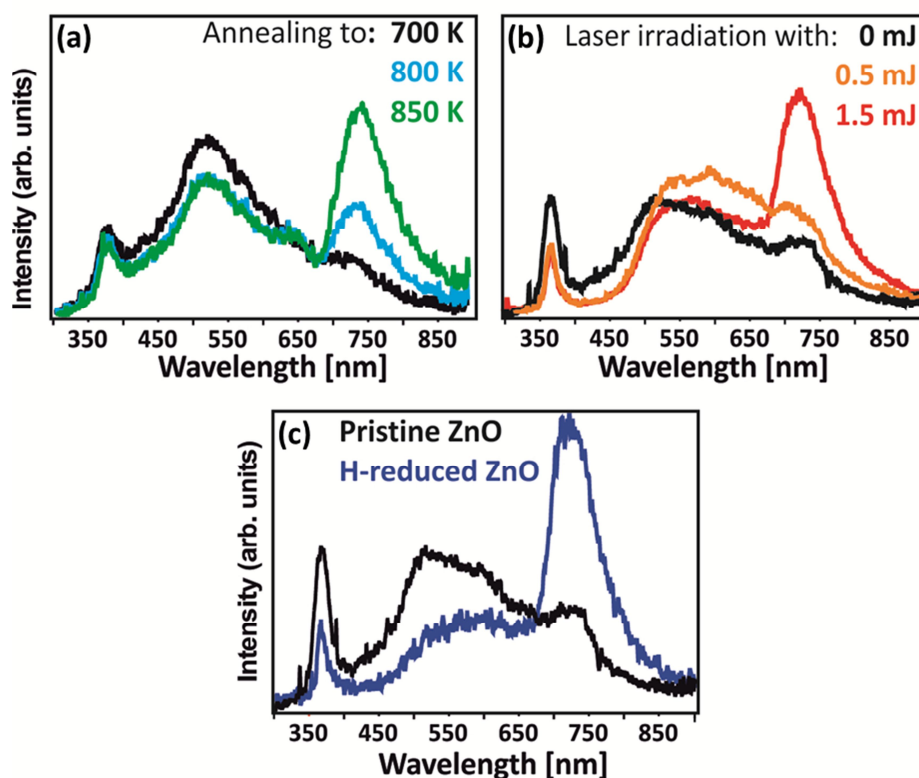 (a) Annealing to: 700 K
800 K
850 K
Intensity (arb. units)
350 450 550 650 750 850
Wavelength [nm]
(b) Laser irradiation with: 0 mJ
0.5 mJ
1.5 mJ
350 450 550 650 750 850
Wavelength [nm]
(c) Pristine ZnO
H-reduced ZnO
Intensity (arb. units)
350 450 550 650 750 850
Wavelength [nm]